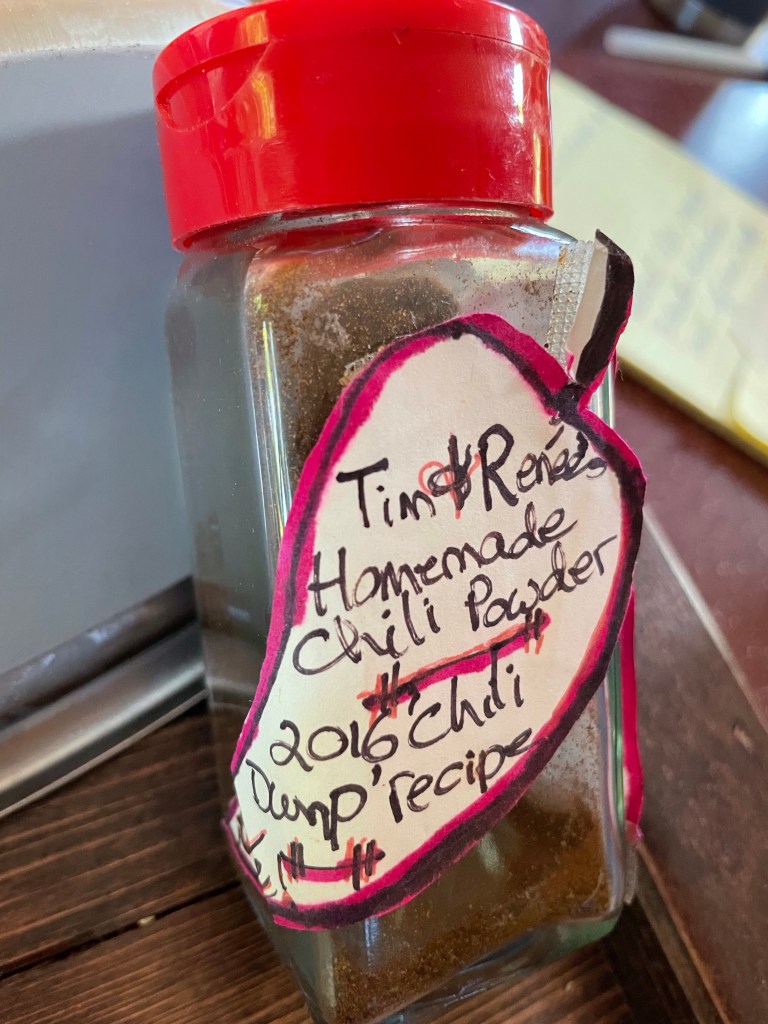 Tim & Renée's
Homemade
Chili Powder
2016 'Chili
Dump' recipe